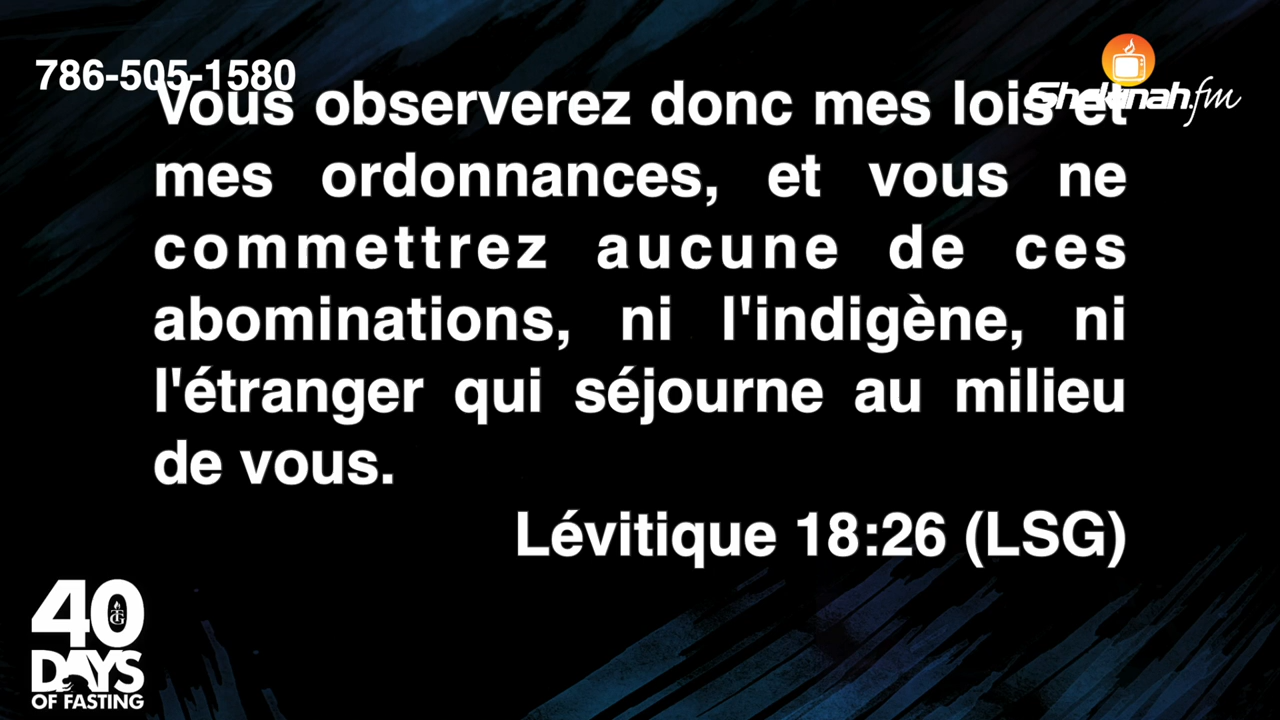 786-505-1580
Shekinah.fm
Vous observerez donc mes lois et
mes ordonnances, et vous ne
commettrez aucune de ces
abominations, ni l'indigène, ni
l'étranger qui séjourne au milieu
de vous.
Lévitique 18:26 (LSG)
40
DAYS
OF FASTING